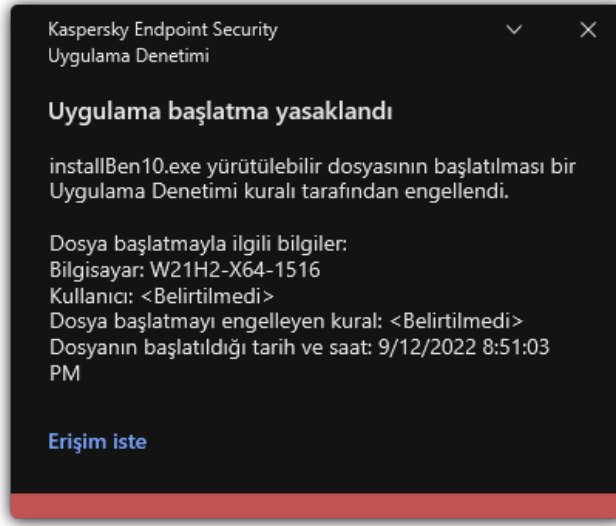 Kaspersky Endpoint Security
Uygulama Denetimi
Uygulama başlatma yasaklandı
installBen10.exe yürütülebilir dosyasının başlatılması bir
Uygulama Denetimi kuralı tarafından engellendi.
Dosya başlatmayla ilgili bilgiler:
Bilgisayar: W21H2-X64-1516
Kullanıcı: <Belirtilmedi>
Dosya başlatmayı engelleyen kural: <Belirtilmedi>
Dosyanın başlatıldığı tarih ve saat: 9/12/2022 8:51:03
PM
Erişim iste